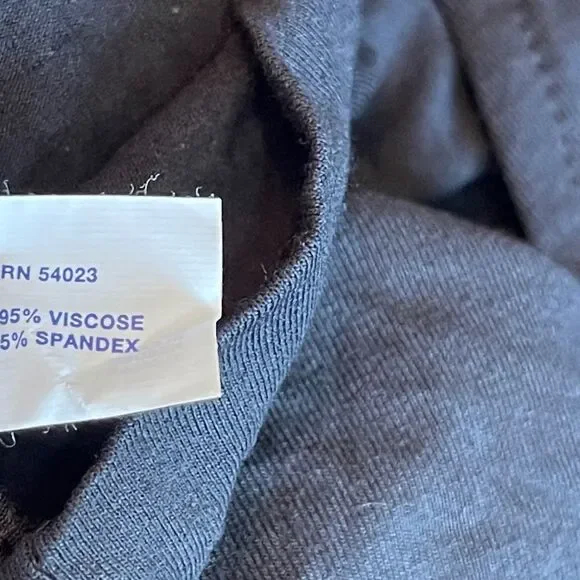 RN 54023
95% VISCOSE
5% SPANDEX